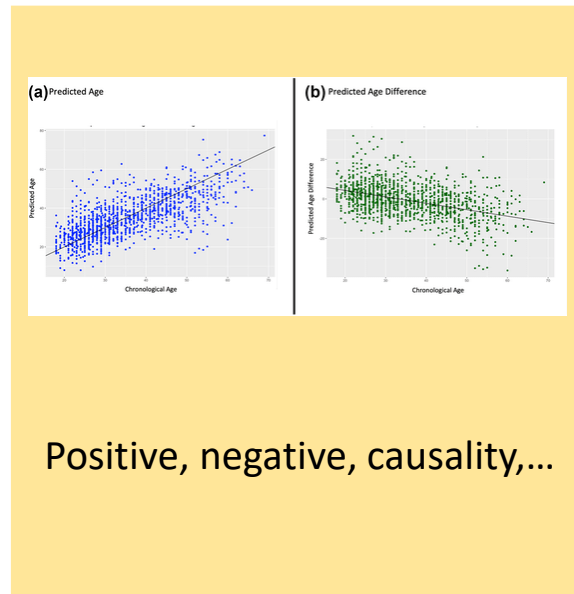 (a) Predicted Age
(b) Predicted Age Difference
Predicted Age
Chronological Age
Predicted Age Difference
Chronological Age
Positive, negative, causality,...